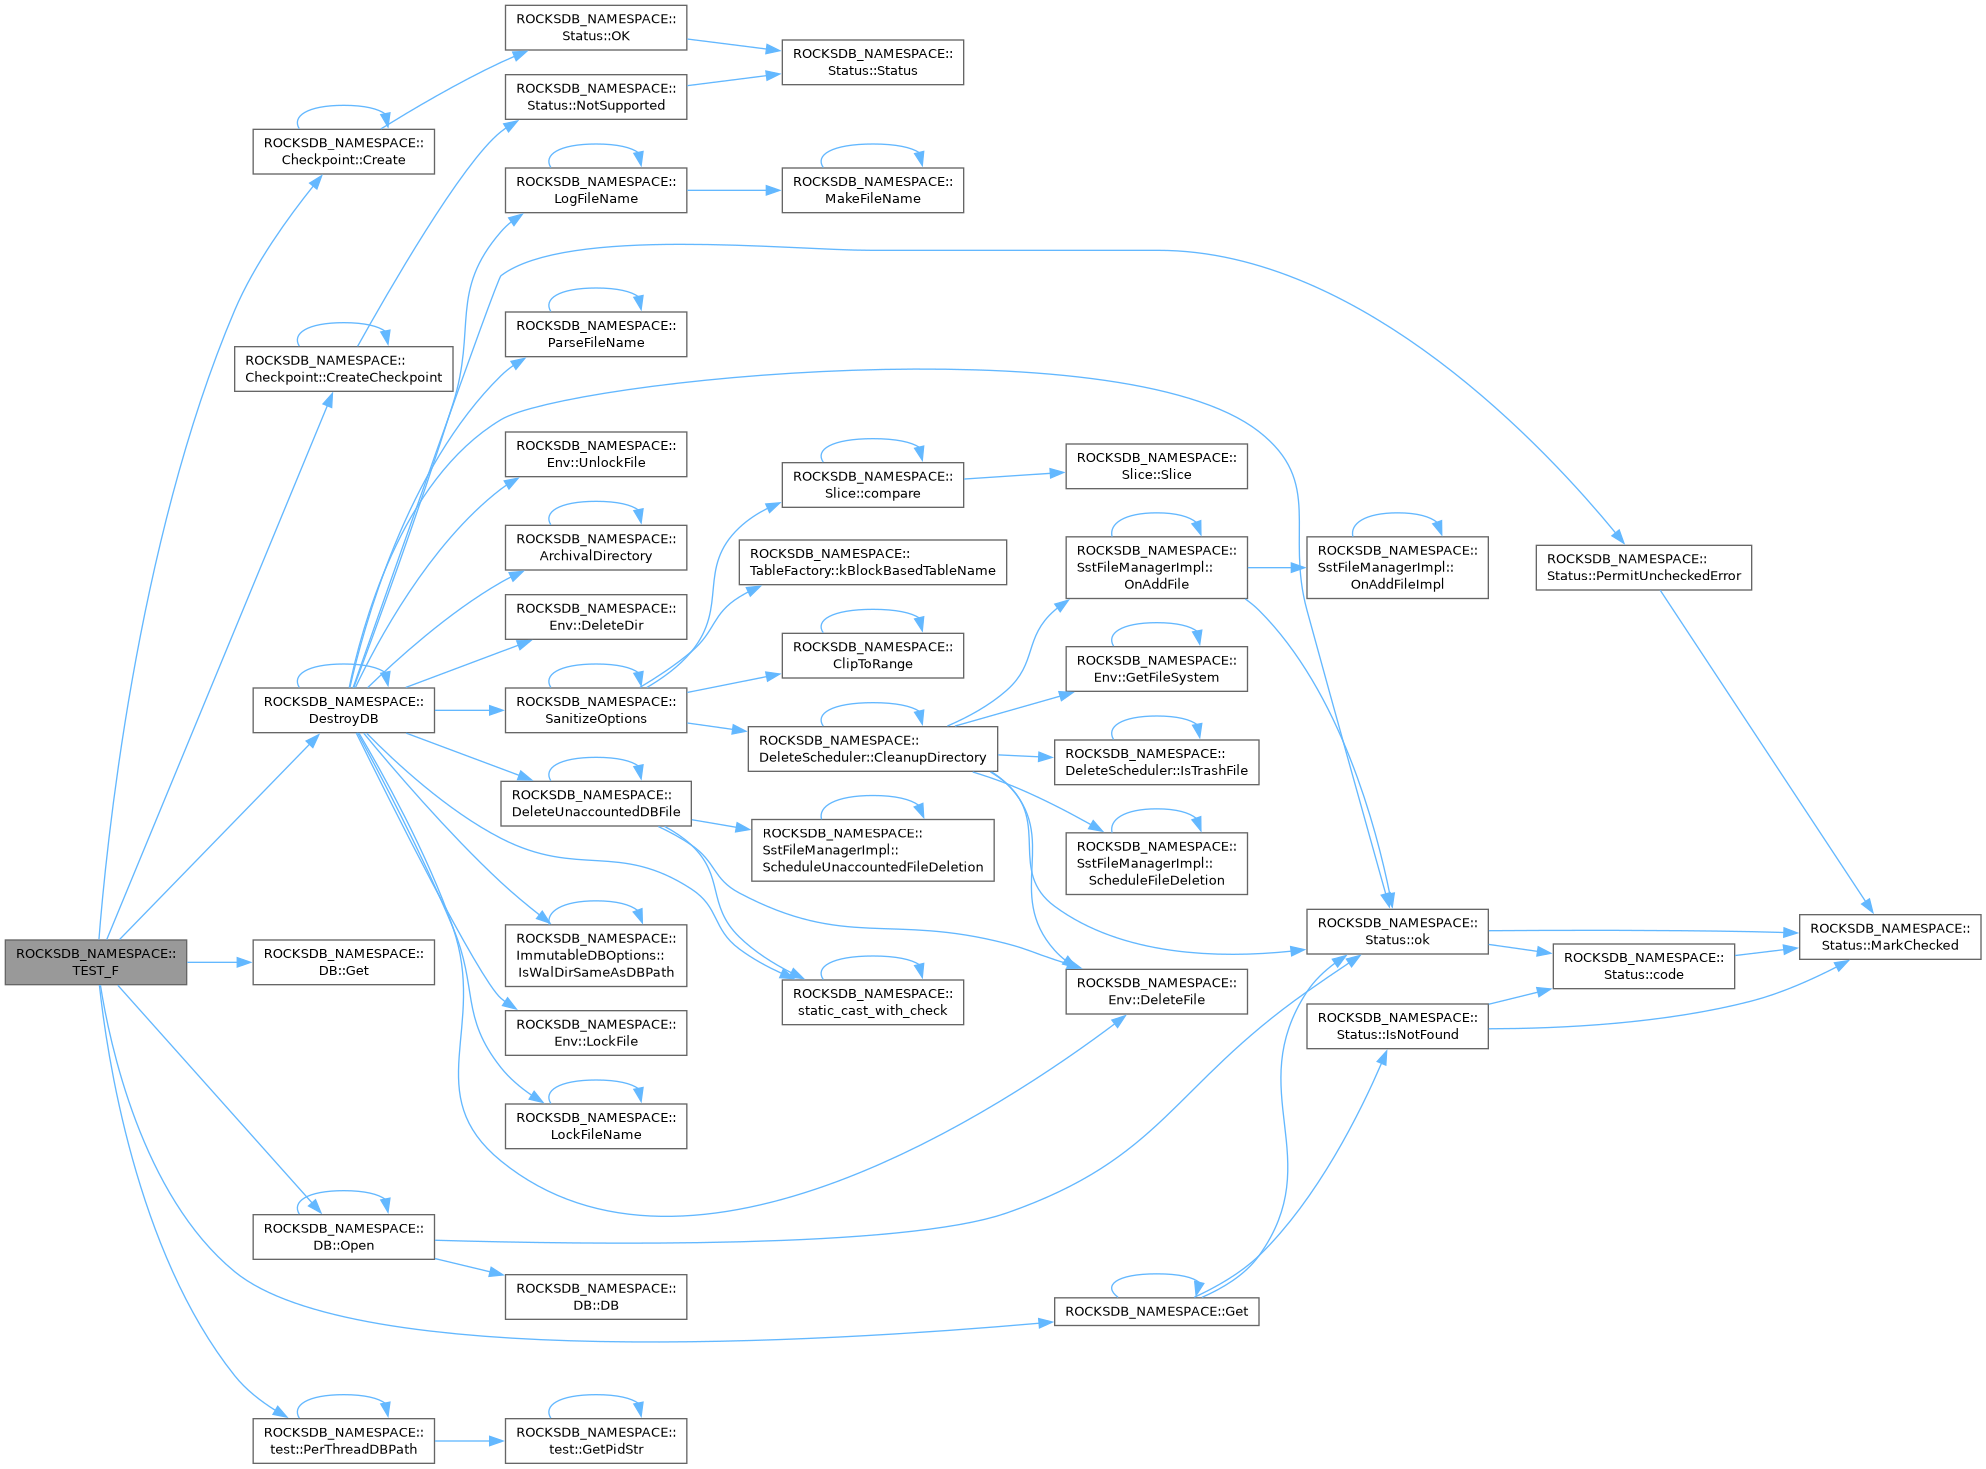 ROCKSDB_NAMESPACE::
TEST_F
ROCKSDB_NAMESPACE::
Checkpoint::Create
ROCKSDB_NAMESPACE::
Checkpoint::CreateCheckpoint
ROCKSDB_NAMESPACE::
DestroyDB
ROCKSDB_NAMESPACE::
DB::Get
ROCKSDB_NAMESPACE::
DB::Open
ROCKSDB_NAMESPACE::
test::PerThreadDBPath
ROCKSDB_NAMESPACE::
Status::OK
ROCKSDB_NAMESPACE::
Status::NotSupported
ROCKSDB_NAMESPACE::
LogFileName
ROCKSDB_NAMESPACE::
ParseFileName
ROCKSDB_NAMESPACE::
Env::UnlockFile
ROCKSDB_NAMESPACE::
ArchivalDirectory
ROCKSDB_NAMESPACE::
Env::DeleteDir
ROCKSDB_NAMESPACE::
SanitizeOptions
ROCKSDB_NAMESPACE::
DeleteUnaccountedDBFile
ROCKSDB_NAMESPACE::
ImmutableDBOptions::
IsWalDirSameAsDBPath
ROCKSDB_NAMESPACE::
Env::LockFile
ROCKSDB_NAMESPACE::
LockFileName
ROCKSDB_NAMESPACE::
DB::DB
ROCKSDB_NAMESPACE::
test::GetPidStr
ROCKSDB_NAMESPACE::
Status::Status
ROCKSDB_NAMESPACE::
MakeFileName
ROCKSDB_NAMESPACE::
Slice::compare
ROCKSDB_NAMESPACE::
TableFactory::kBlockBasedTableName
ROCKSDB_NAMESPACE::
ClipToRange
ROCKSDB_NAMESPACE::
DeleteScheduler::CleanupDirectory
ROCKSDB_NAMESPACE::
SstFileManagerImpl::
ScheduleUnaccountedFileDeletion
ROCKSDB_NAMESPACE::
static_cast_with_check
ROCKSDB_NAMESPACE::
Slice::Slice
ROCKSDB_NAMESPACE::
SstFileManagerImpl::
OnAddFile
ROCKSDB_NAMESPACE::
Env::GetFileSystem
ROCKSDB_NAMESPACE::
DeleteScheduler::IsTrashFile
ROCKSDB_NAMESPACE::
SstFileManagerImpl::
ScheduleFileDeletion
ROCKSDB_NAMESPACE::
Env::DeleteFile
ROCKSDB_NAMESPACE::Get
ROCKSDB_NAMESPACE::
SstFileManagerImpl::
OnAddFileImpl
ROCKSDB_NAMESPACE::
Status::ok
ROCKSDB_NAMESPACE::
Status::IsNotFound
ROCKSDB_NAMESPACE::
Status::PermitUncheckedError
ROCKSDB_NAMESPACE::
Status::code
ROCKSDB_NAMESPACE::
Status::MarkChecked